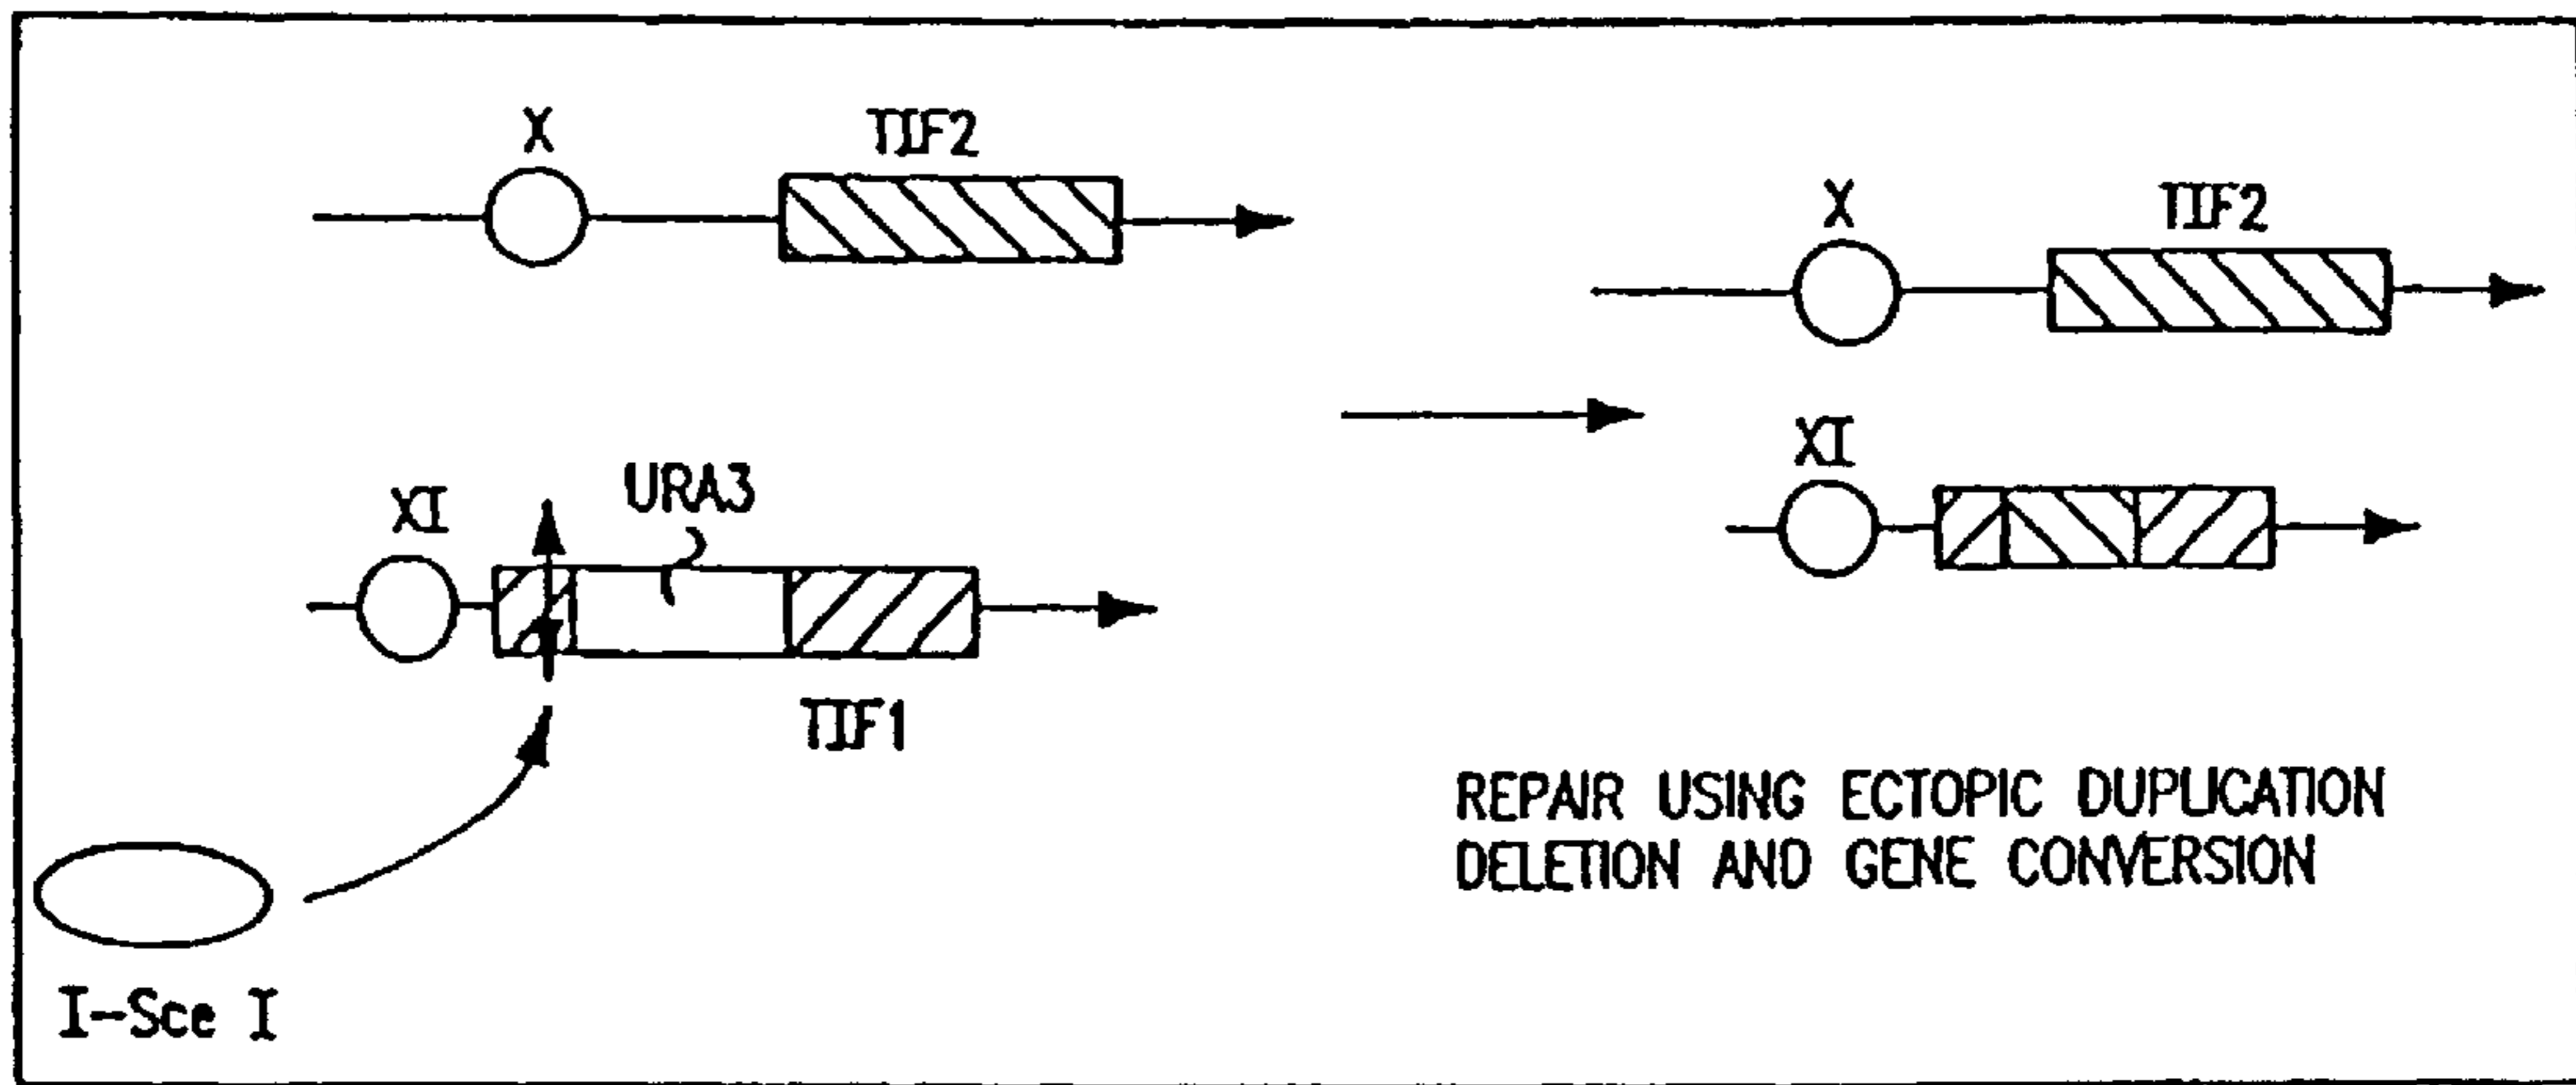 X
TIF2
XI
URA3
TIF1
I-Sce I
X
TIF2
XI
REPAIR USING ECTOPIC DUPLICATION
DELETION AND GENE CONVERSION